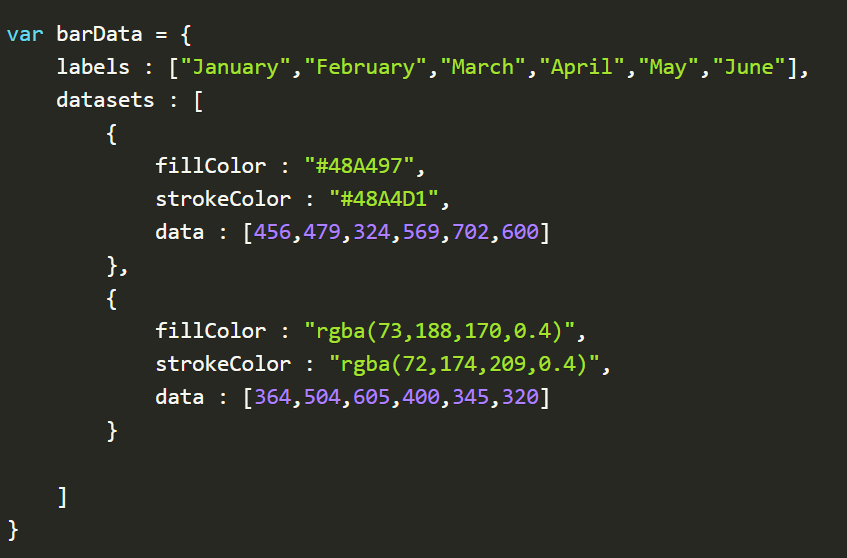 var barData = {
    labels : ["January","February","March","April","May","June"],
    datasets : [
        {
            fillColor : "#48A497",
            strokeColor : "#48A4D1",
            data : [456,479,324,569,702,600]
        },
        {
            fillColor : "rgba(73,188,170,0.4)",
            strokeColor : "rgba(72,174,209,0.4)",
            data : [364,504,605,400,345,320]
        }

    ]
}